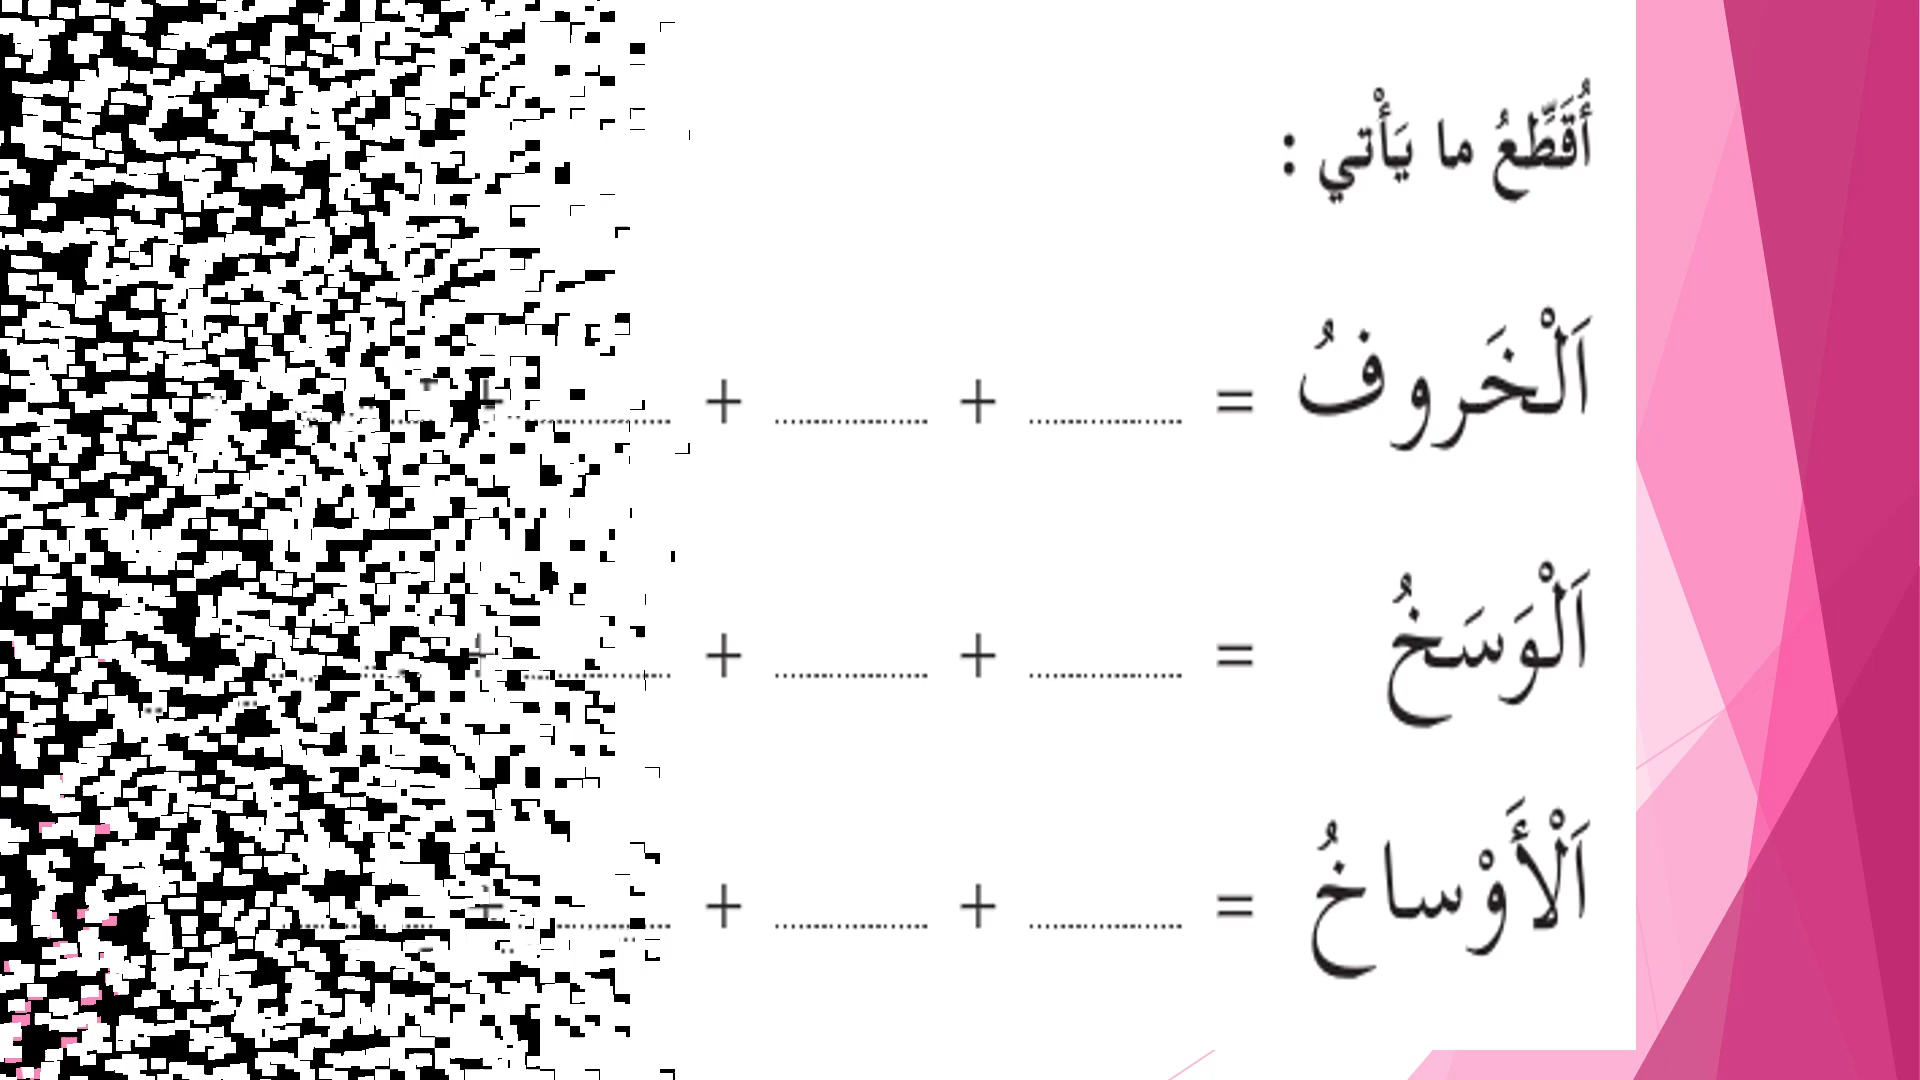 أُقَطِّعُ ما يَأْتي :
اَلْخَروفُ = .................... + .................... + .................... + ....................
اَلْوَسَخُ = .................... + .................... + .................... + ....................
اَلْأَوْساخُ = .................... + .................... + .................... + ....................